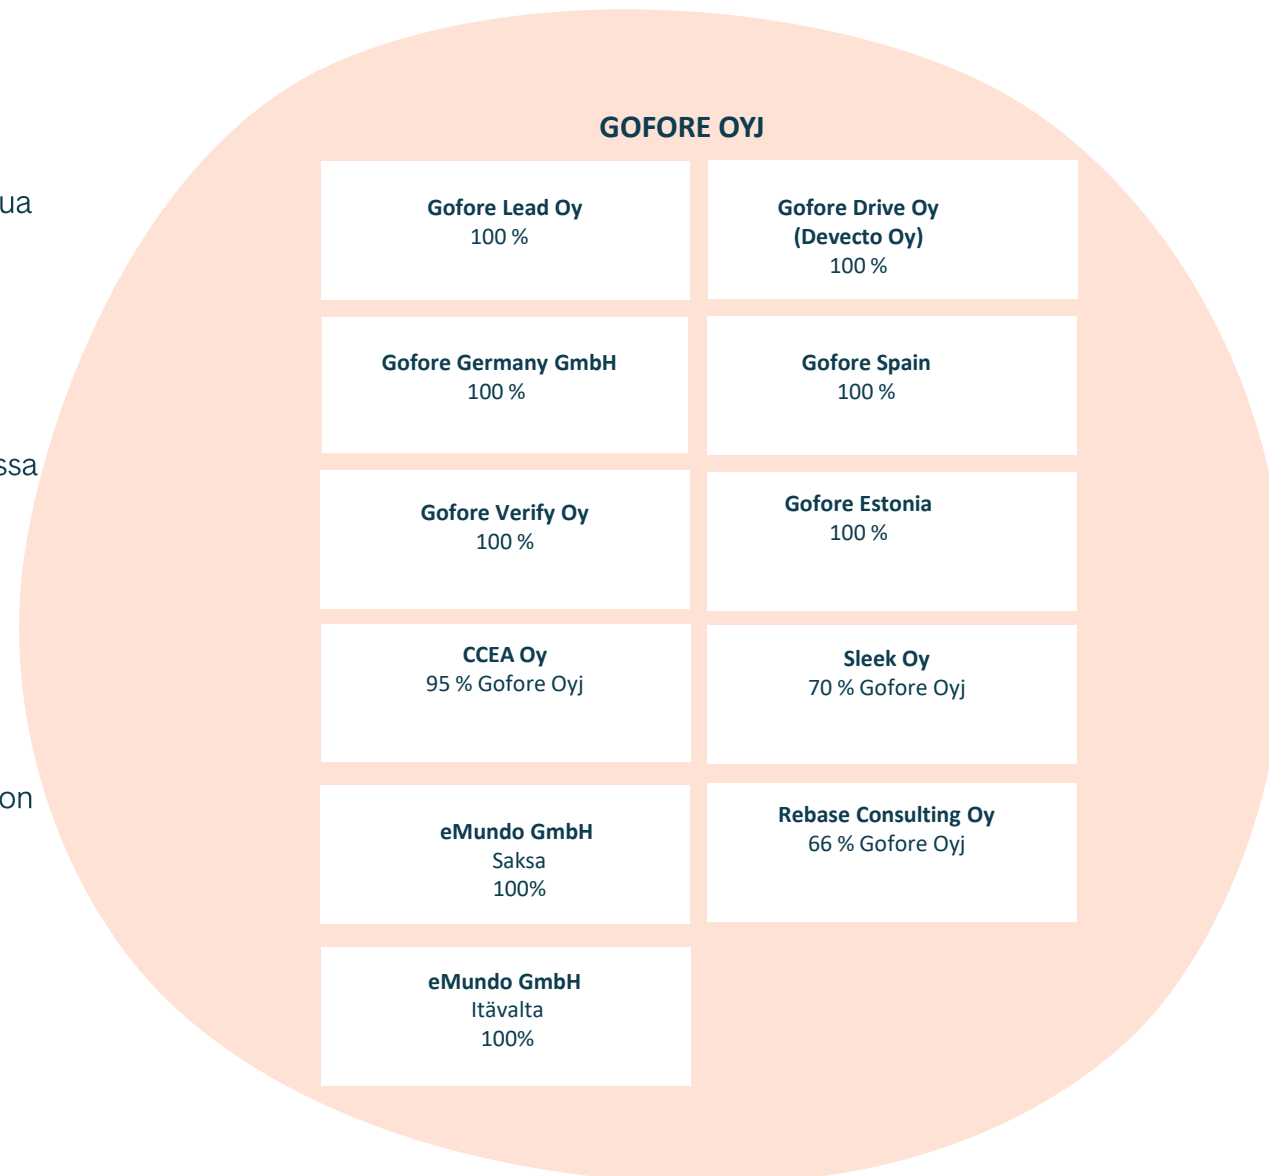 GOFORE OYJ
Gofore Lead Oy
100 %
Gofore Drive Oy
(Devecto Oy)
100 %
Gofore Germany GmbH
100 %
Gofore Spain
100 %
Gofore Verify Oy
100 %
Gofore Estonia
100 %
CCEA Oy
95 % Gofore Oyj
Sleek Oy
70 % Gofore Oyj
eMundo GmbH
Saksa
100%
Rebase Consulting Oy
66 % Gofore Oyj
eMundo GmbH
Itävalta
100%
ua
ssa
on